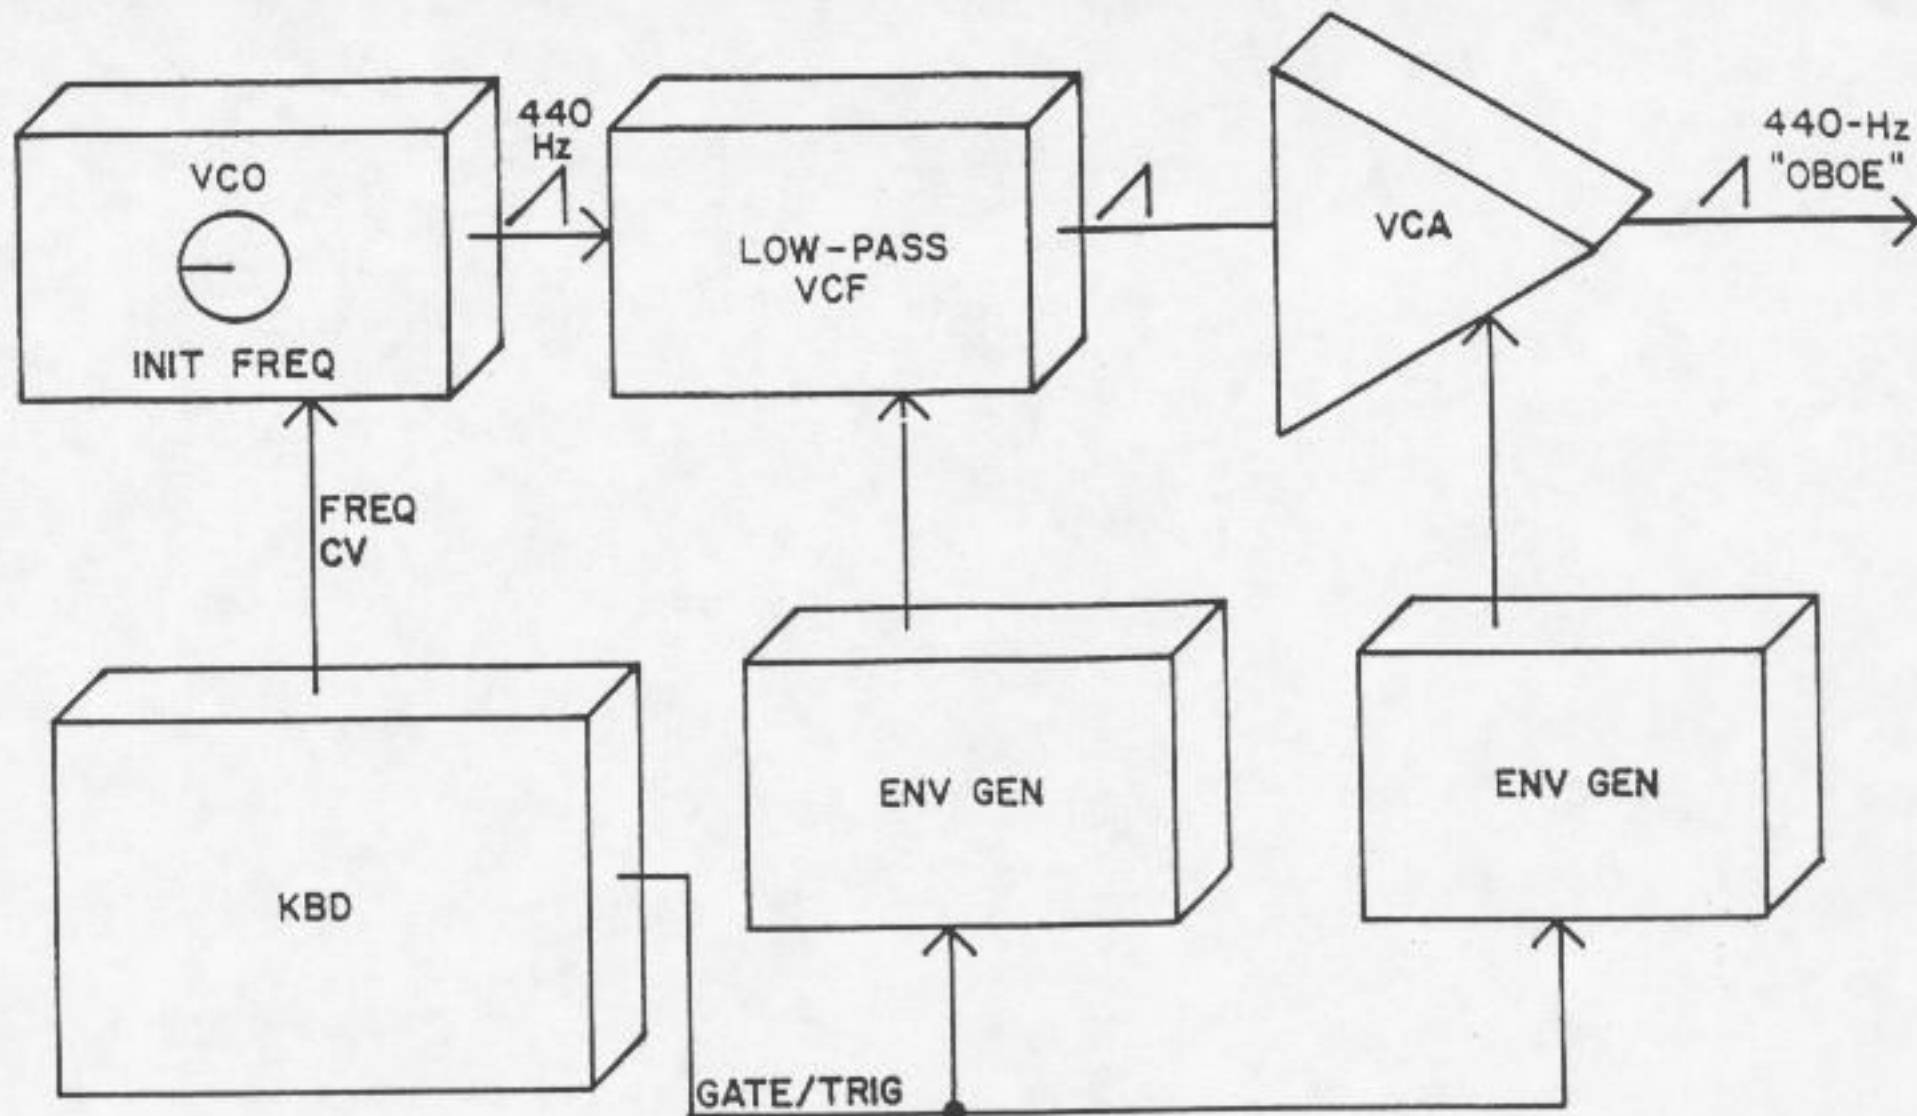 VCO
INIT FREQ
440
Hz
LOW-PASS
VCF
VCA
440-Hz
"OBOE"
FREQ
CV
KBD
ENV GEN
ENV GEN
GATE/TRIG